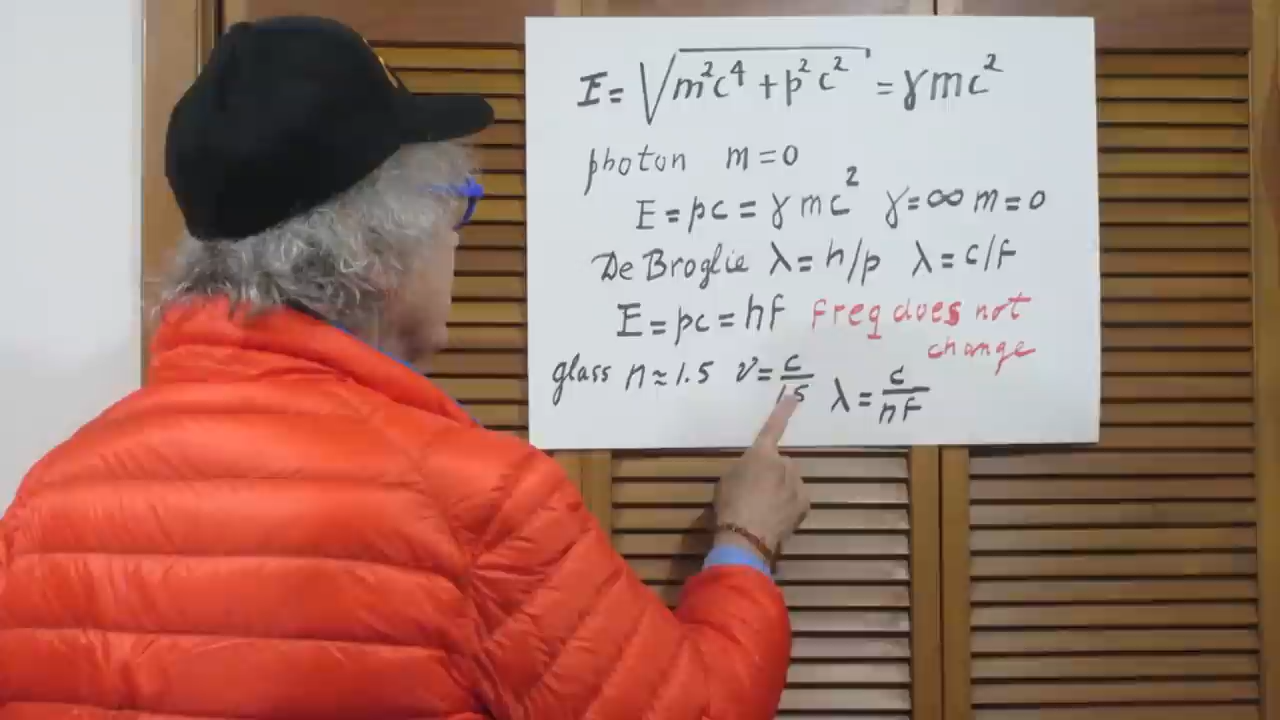 E = √m²c⁴ + p²c² = γmc²
photon m = 0
E = pc = γmc² γ = ∞ m = 0
De Broglie λ = h/p λ = c/f
E = pc = hf Freq does not
change
glass n ≈ 1.5 v = c/1.5 λ = c/nf